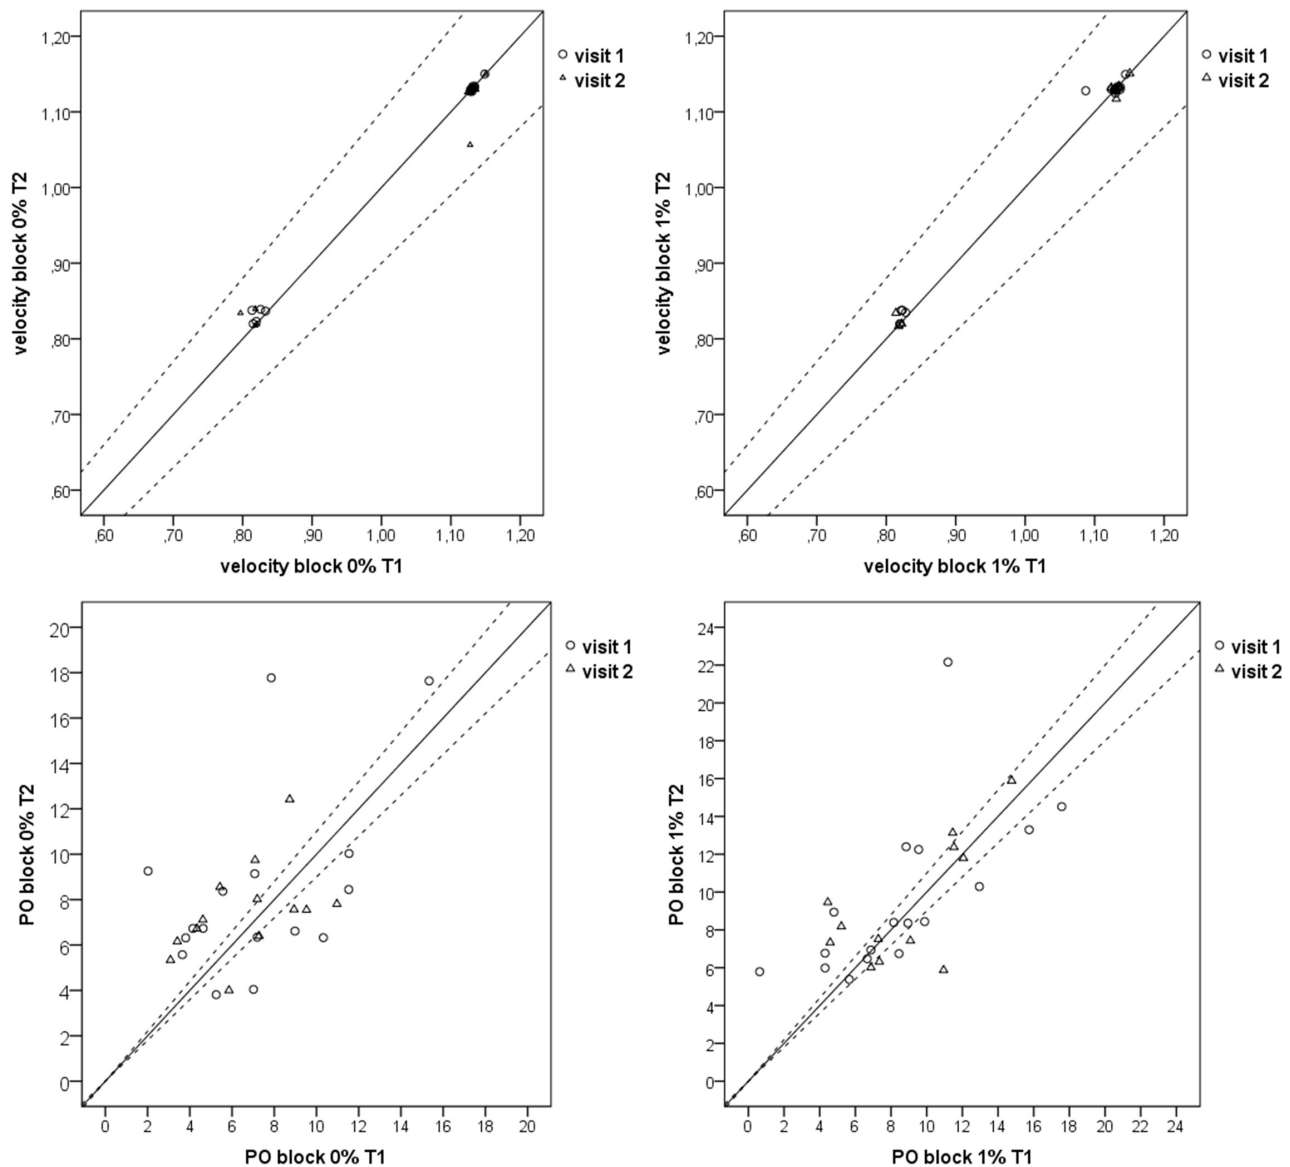 1,20
1,10
1,00
,90
,80
,70
,60
velocity block 0% T2
,60 ,70 ,80 ,90 1,00 1,10 1,20
velocity block 0% T1
visit 1
visit 2
1,20
1,10
1,00
,90
,80
,70
,60
velocity block 1% T2
,60 ,70 ,80 ,90 1,00 1,10 1,20
velocity block 1% T1
visit 1
visit 2
20
18
16
14
12
10
8
6
4
2
0
PO block 0% T2
0 2 4 6 8 10 12 14 16 18 20
PO block 0% T1
visit 1
visit 2
24
22
20
18
16
14
12
10
8
6
4
2
0
PO block 1% T2
0 2 4 6 8 10 12 14 16 18 20 22 24
PO block 1% T1
visit 1
visit 2